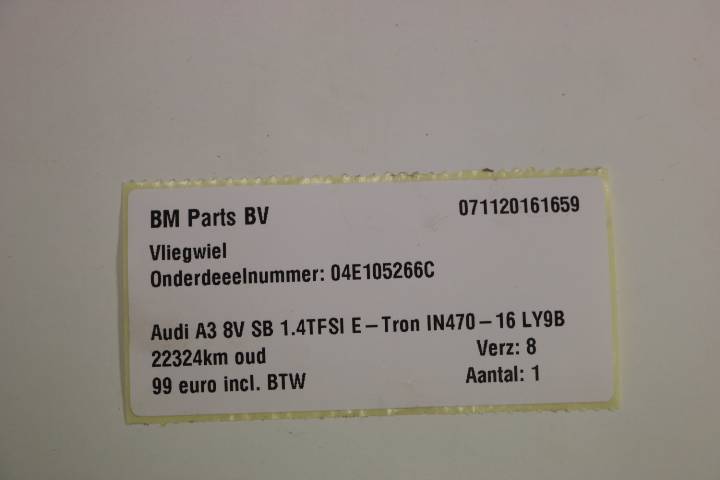 BM Parts BV 071120161659
Vliegwiel
Onderdeeelnummer: 04E105266C
Audi A3 8V SB 1.4TFSI E-Tron IN470-16 LY9B
22324km oud Verz: 8
99 euro incl. BTW Aantal: 1